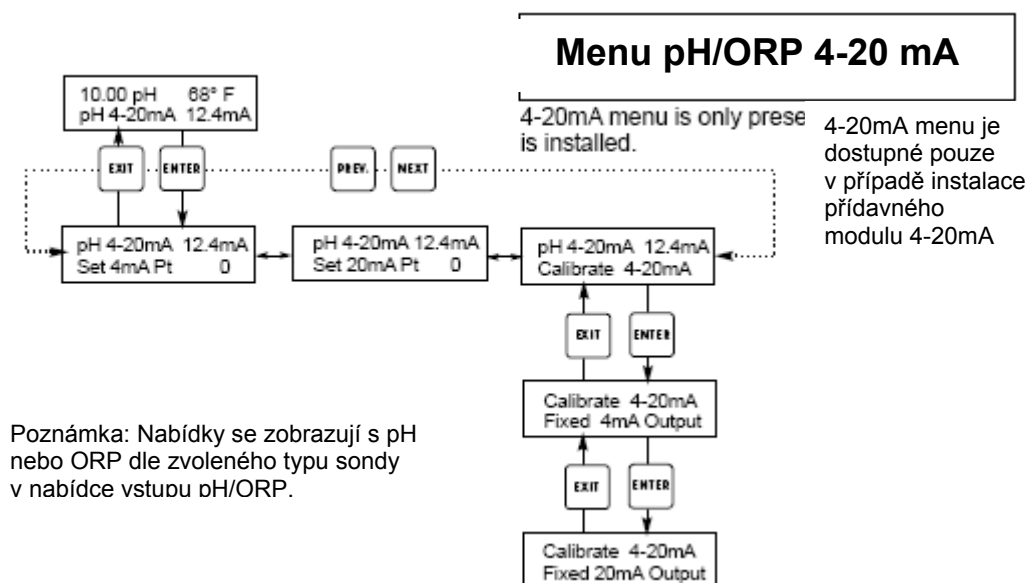 Menu pH/ORP 4-20 mA
10.00 pH 68° F
pH 4-20mA 12.4mA
4-20mA menu is only prese
is installed.
4-20mA menu je
dostupné pouze
v případě instalace
přídavného
modulu 4-20mA
EXIT
ENTER
PREV.
NEXT
pH 4-20mA 12.4mA
Set 4mA Pt 0
pH 4-20mA 12.4mA
Set 20mA Pt 0
pH 4-20mA 12.4mA
Calibrate 4-20mA
EXIT
ENTER
Calibrate 4-20mA
Fixed 4mA Output
Poznámka: Nabídky se zobrazují s pH
nebo ORP dle zvoleného typu sondy
v nabídce vstupu pH/ORP.
EXIT
ENTER
Calibrate 4-20mA
Fixed 20mA Output